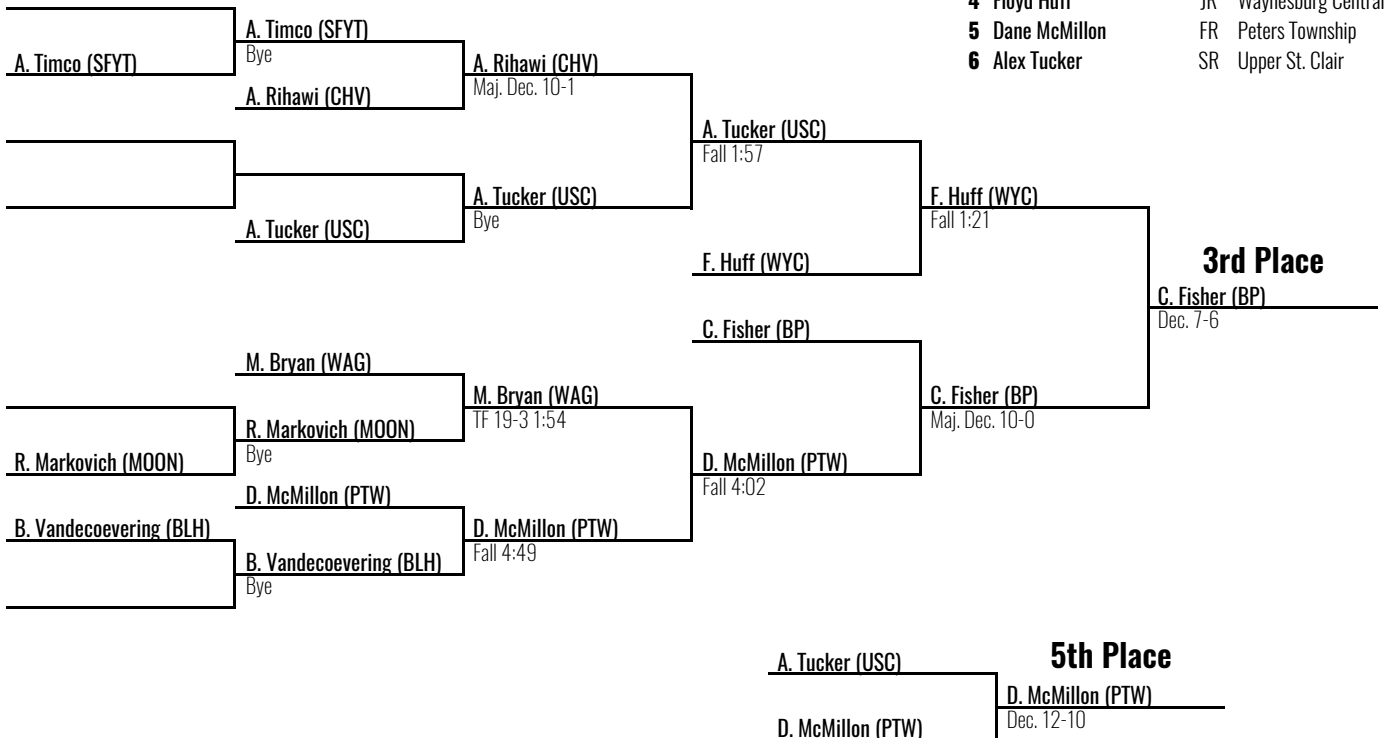 4 Floyd Huff JR Waynesburg Central
5 Dane McMillon FR Peters Township
6 Alex Tucker SR Upper St. Clair
A. Timco (SFYT)
A. Timco (SFYT)
Bye
A. Rihawi (CHV)
A. Rihawi (CHV)
Maj. Dec. 10-1
A. Tucker (USC)
A. Tucker (USC)
Bye
A. Tucker (USC)
Fall 1:57
F. Huff (WYC)
F. Huff (WYC)
Fall 1:21
3rd Place
C. Fisher (BP)
Dec. 7-6
C. Fisher (BP)
M. Bryan (WAG)
M. Bryan (WAG)
TF 19-3 1:54
C. Fisher (BP)
Maj. Dec. 10-0
R. Markovich (MOON)
R. Markovich (MOON)
Bye
D. McMillon (PTW)
Fall 4:02
D. McMillon (PTW)
B. Vandecoevering (BLH)
D. McMillon (PTW)
Fall 4:49
B. Vandecoevering (BLH)
Bye
5th Place
A. Tucker (USC)
D. McMillon (PTW)
Dec. 12-10
D. McMillon (PTW)